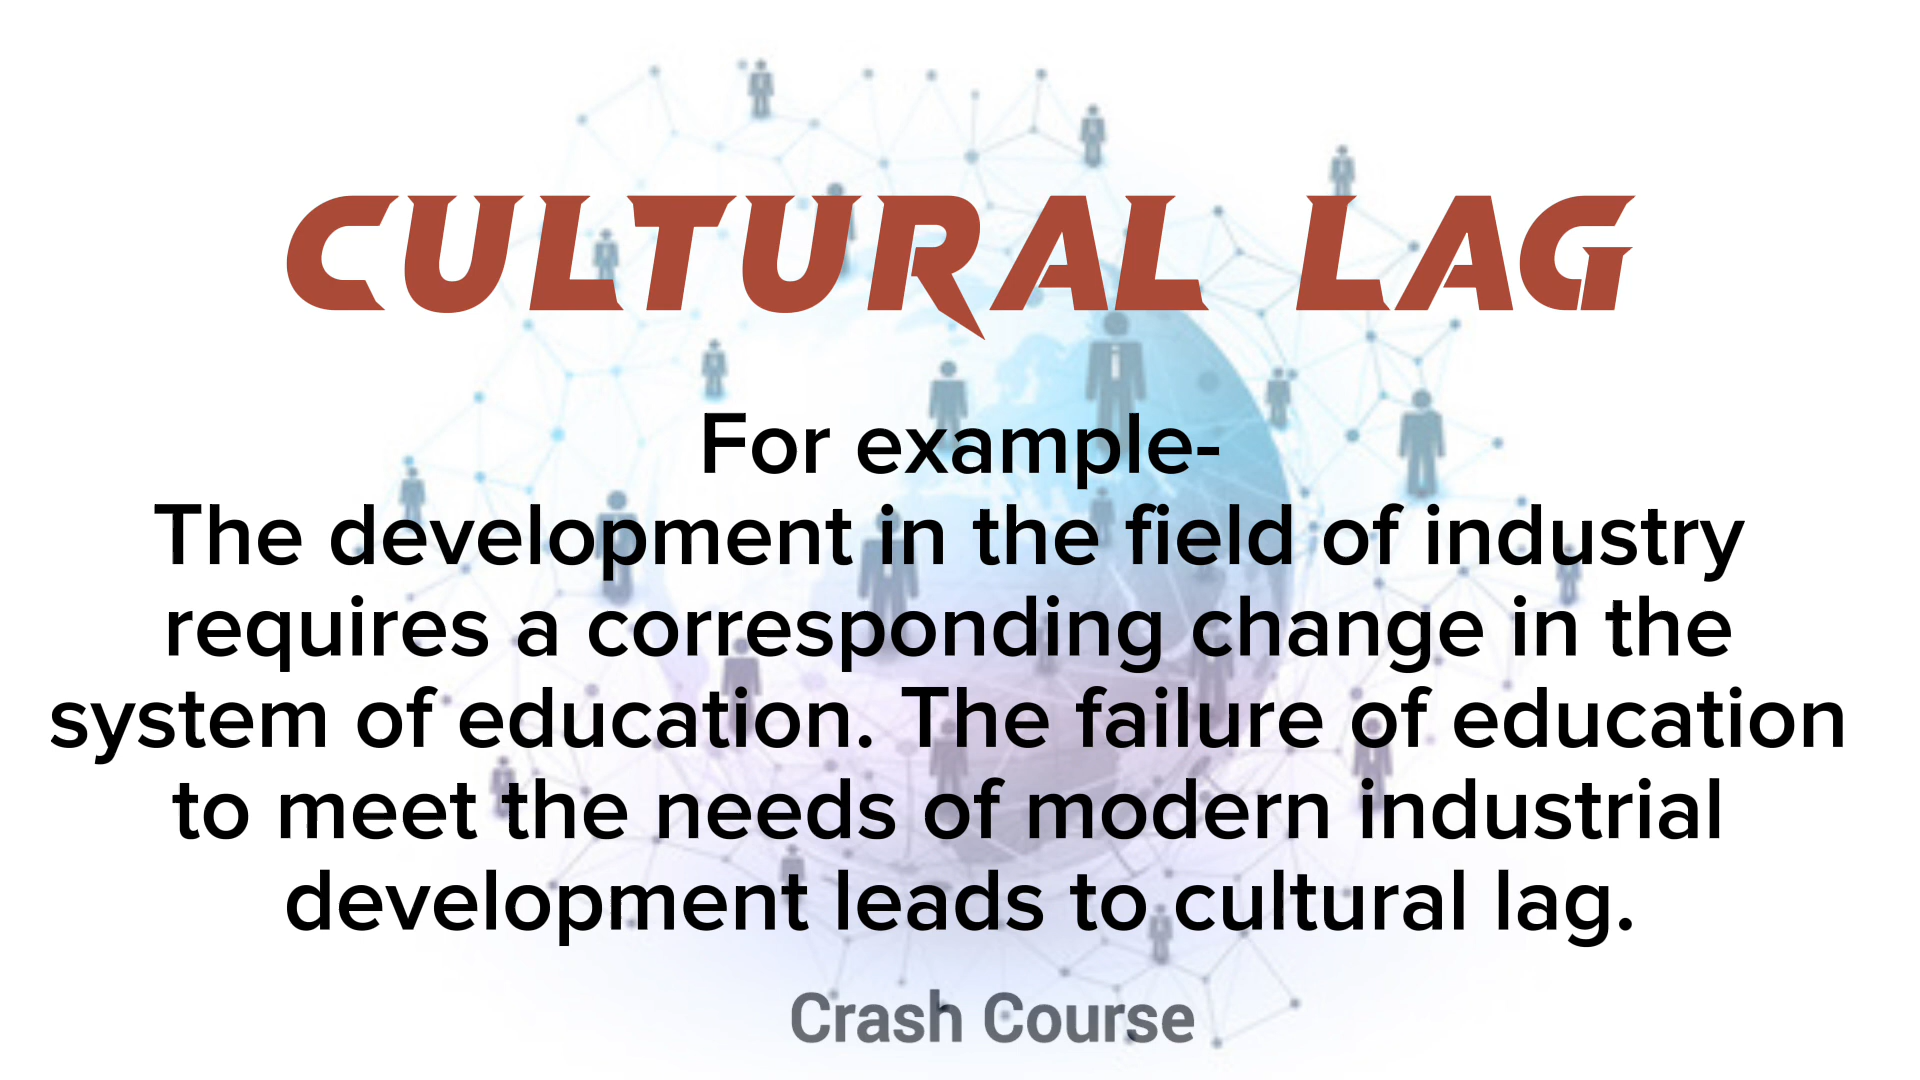 CULTURAL LAG
For example-
The development in the field of industry
requires a corresponding change in the
system of education. The failure of education
to meet the needs of modern industrial
development leads to cultural lag.
Crash Course